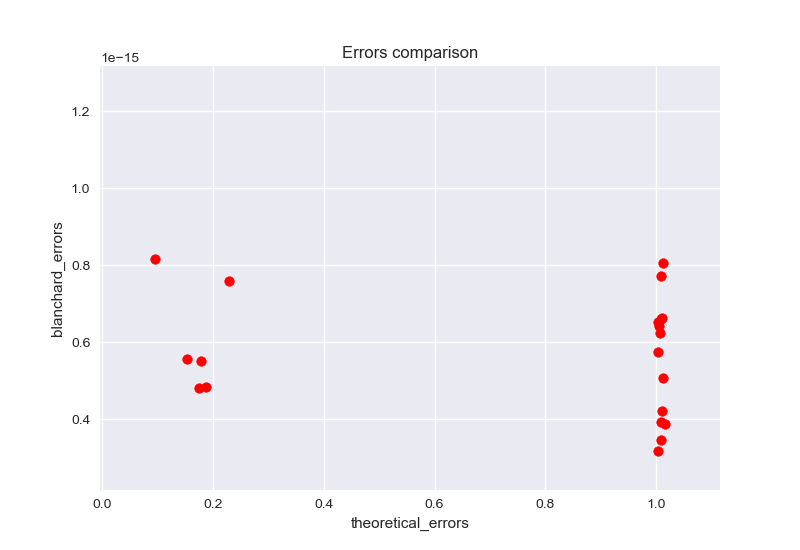 Errors comparison
1e−15
1.2
1.0
0.8
0.6
0.4
blanchard_errors
0.0 0.2 0.4 0.6 0.8 1.0
theoretical_errors